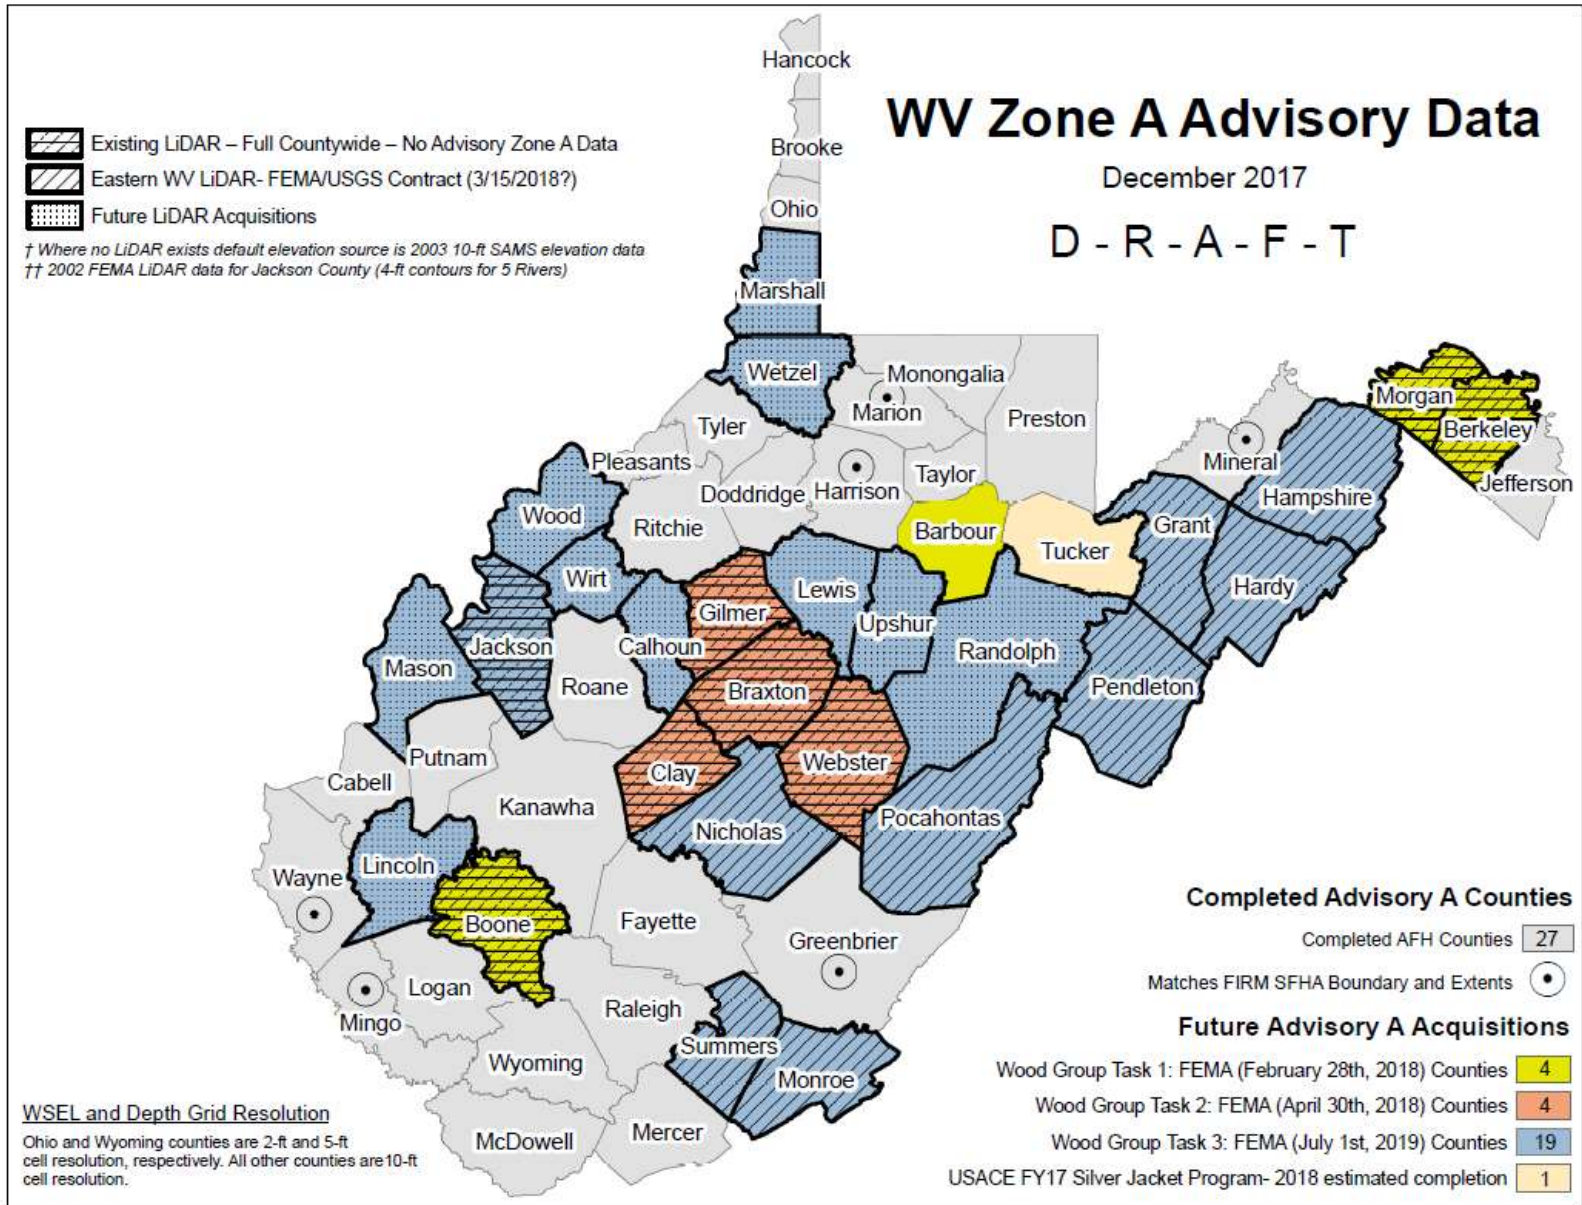 WV Zone A Advisory Data
December 2017
D - R - A - F - T
Existing LiDAR – Full Countywide – No Advisory Zone A Data
Eastern WV LiDAR- FEMA/USGS Contract (3/15/2018?)
Future LiDAR Acquisitions
† Where no LiDAR exists default elevation source is 2003 10-ft SAMS elevation data
†† 2002 FEMA LiDAR data for Jackson County (4-ft contours for 5 Rivers)
Hancock
Brooke
Ohio
Marshall
Wetzel
Monongalia
Marion
Preston
Tyler
Pleasants
Doddridge
Harrison
Taylor
Ritchie
Wood
Wirt
Barbour
Tucker
Mineral
Morgan
Berkeley
Jefferson
Hampshire
Grant
Hardy
Gilmer
Lewis
Upshur
Randolph
Pendleton
Jackson
Calhoun
Mason
Roane
Braxton
Webster
Clay
Putnam
Cabell
Kanawha
Nicholas
Pocahontas
Wayne
Lincoln
Boone
Fayette
Greenbrier
Logan
Mingo
Raleigh
Summers
Monroe
Wyoming
McDowell
Mercer
Completed Advisory A Counties
Completed AFH Counties 27
Matches FIRM SFHA Boundary and Extents
Future Advisory A Acquisitions
Wood Group Task 1: FEMA (February 28th, 2018) Counties 4
Wood Group Task 2: FEMA (April 30th, 2018) Counties 4
Wood Group Task 3: FEMA (July 1st, 2019) Counties 19
USACE FY17 Silver Jacket Program- 2018 estimated completion 1
WSEL and Depth Grid Resolution
Ohio and Wyoming counties are 2-ft and 5-ft
cell resolution, respectively. All other counties are10-ft
cell resolution.